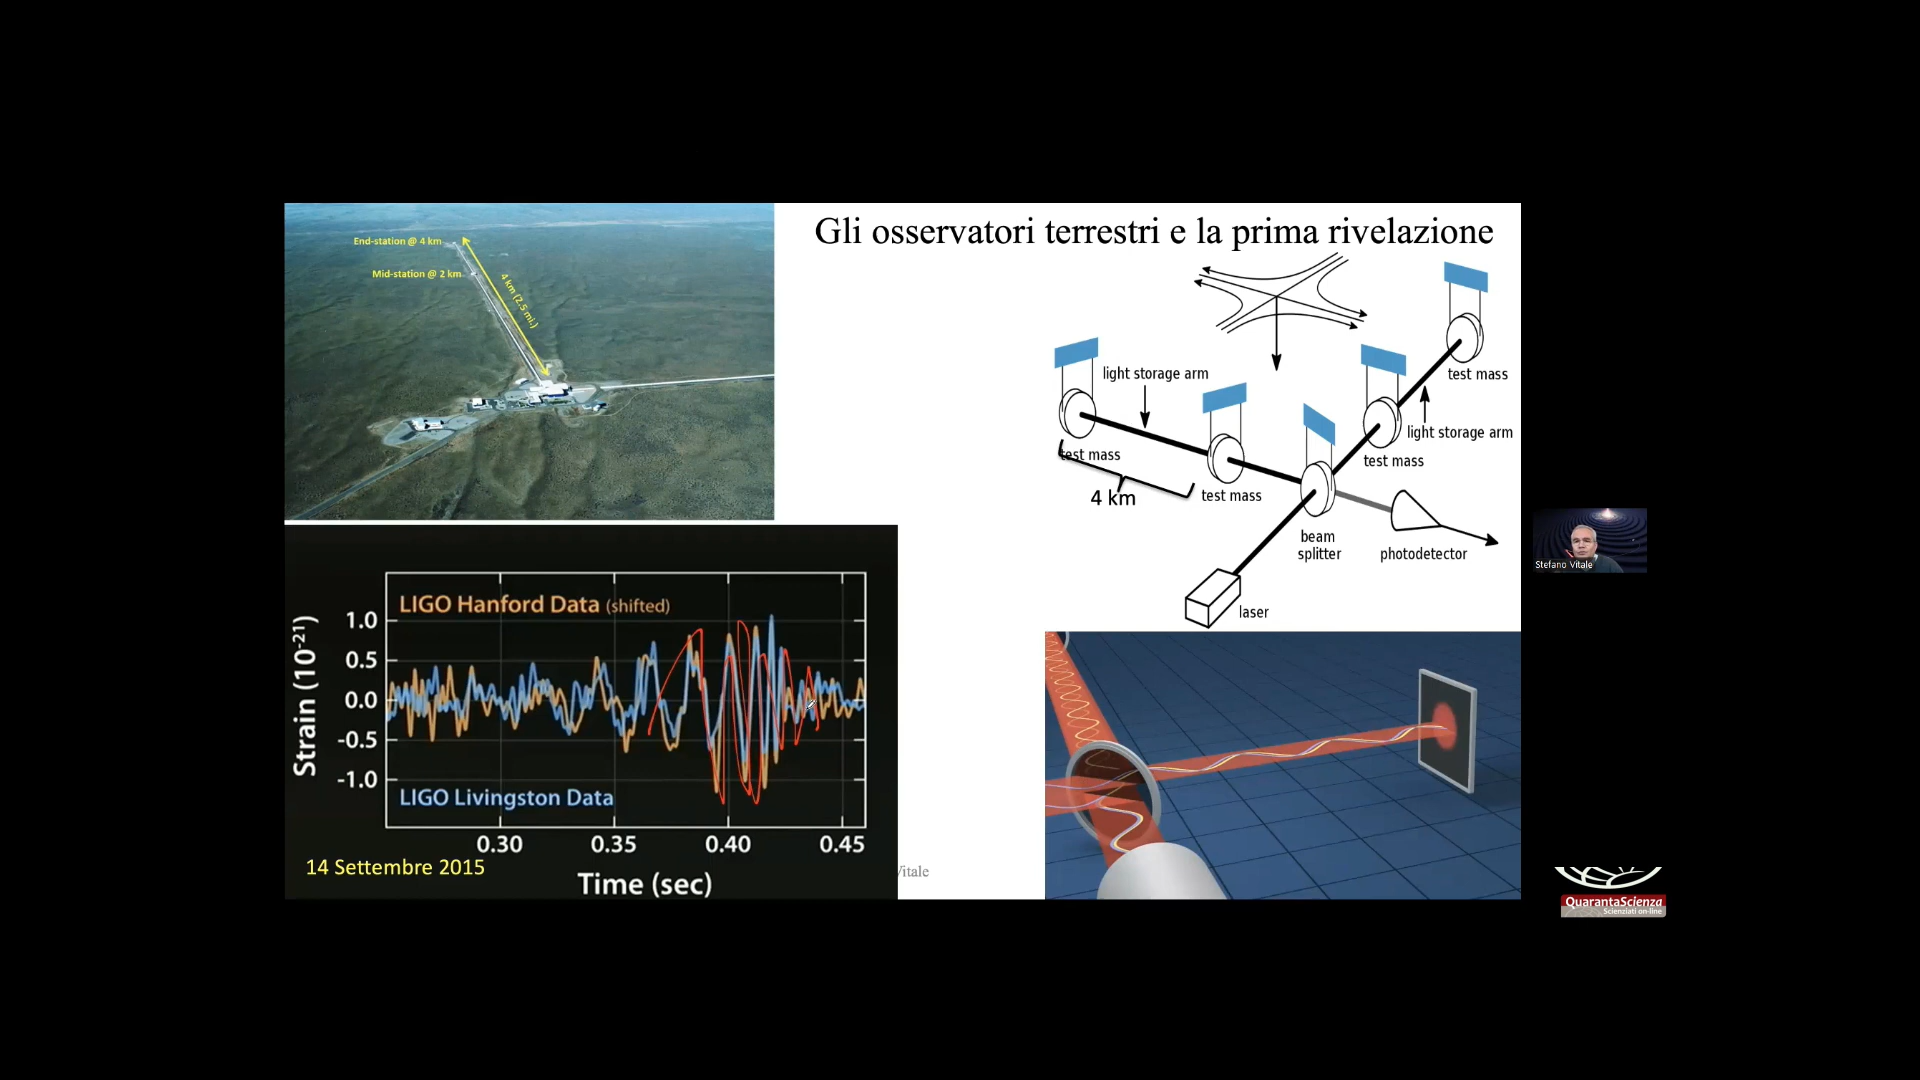 Gli osservatori terrestri e la prima rivelazione
End-station @ 4 km
Mid-station @ 2 km
4 km (2.5 mi.)
light storage arm
test mass
4 km
test mass
test mass
light storage arm
test mass
beam
splitter
photodetector
laser
LIGO Hanford Data (shifted)
Strain (10-21)
1.0
0.5
0.0
-0.5
-1.0
LIGO Livingston Data
0.30 0.35 0.40 0.45
14 Settembre 2015
Time (sec)
Vitale
Stefano Vitale
QuarantaScienza
Scienziati on-line